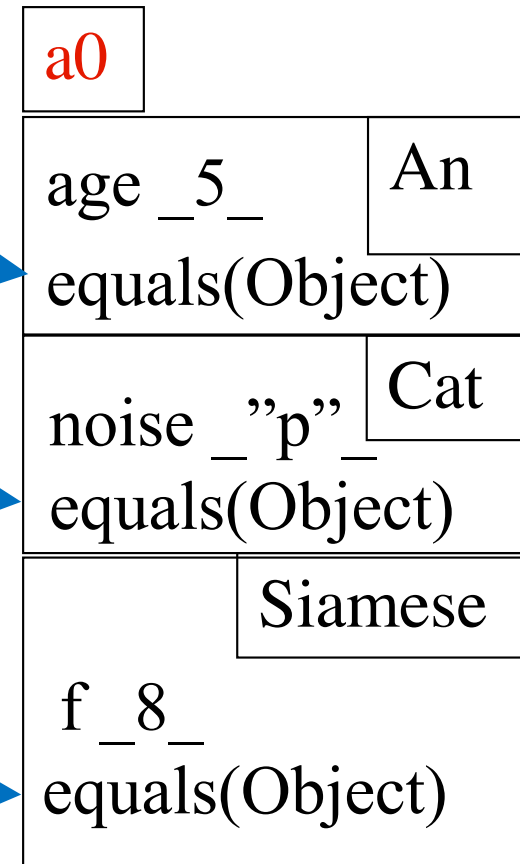 a0
An
age _5_
equals(Object)
Cat
noise _”p”_
equals(Object)
Siamese
f _8_
equals(Object)